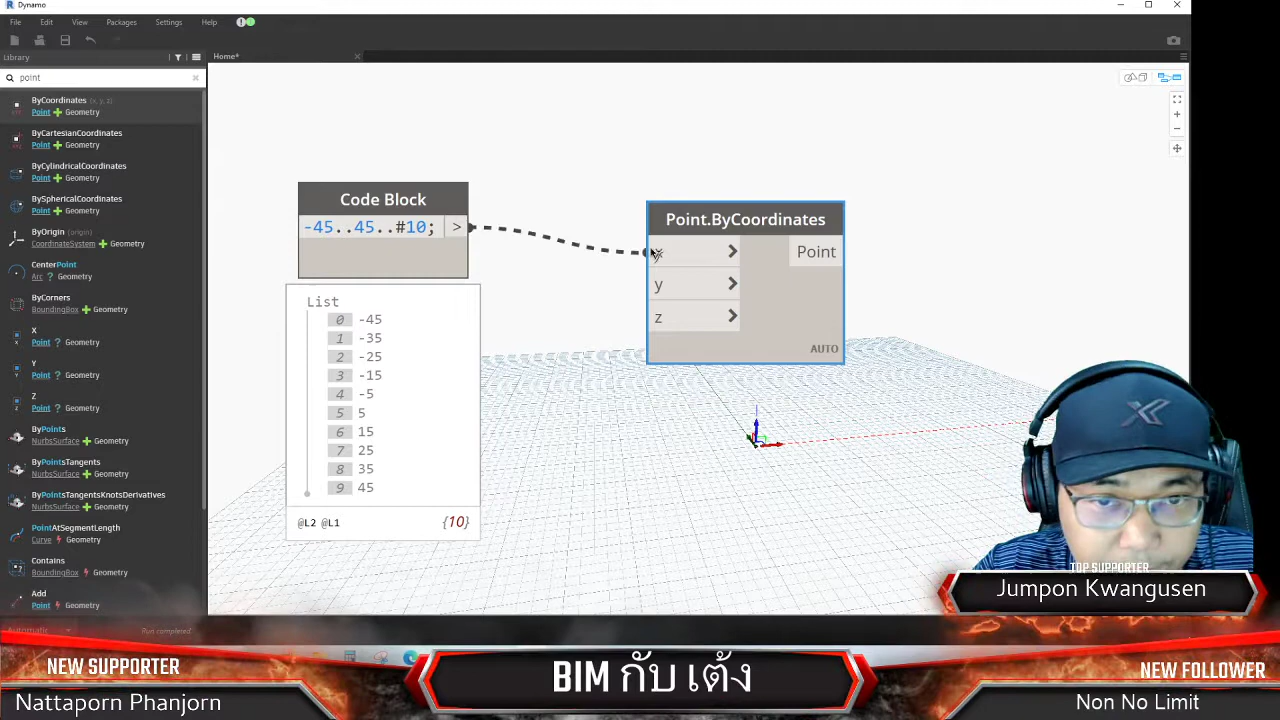 Dynamo
File Edit View Packages Settings Help
Library
Home*
point
ByCoordinates (x, y, z)
Point + Geometry
ByCartesianCoordinates
Point + Geometry
ByCylindricalCoordinates
Point + Geometry
BySphericalCoordinates
Point + Geometry
ByOrigin (origin)
CoordinateSystem + Geometry
CenterPoint
Arc ? Geometry
ByCorners
BoundingBox + Geometry
X
Point ? Geometry
Y
Point ? Geometry
Z
Point ? Geometry
ByPoints
NurbsSurface + Geometry
ByPointsTangents
NurbsSurface + Geometry
ByPointsTangentsKnotsDerivatives
NurbsSurface + Geometry
PointAtSegmentLength
Curve Geometry
Contains
BoundingBox Geometry
Add
Point Geometry
Automatic
Run completed.
Code Block
-45..45..#10; >
List
0 -45
1 -35
2 -25
3 -15
4 -5
5 5
6 15
7 25
8 35
9 45
@L2 @L1 {10}
Point.ByCoordinates
x > Point
y >
z >
AUTO
TOP SUPPORTER
Jumpon Kwangusen
NEW SUPPORTER
Nattaporn Phanjorn
BIM กับ เต้ง
NEW FOLLOWER
Non No Limit